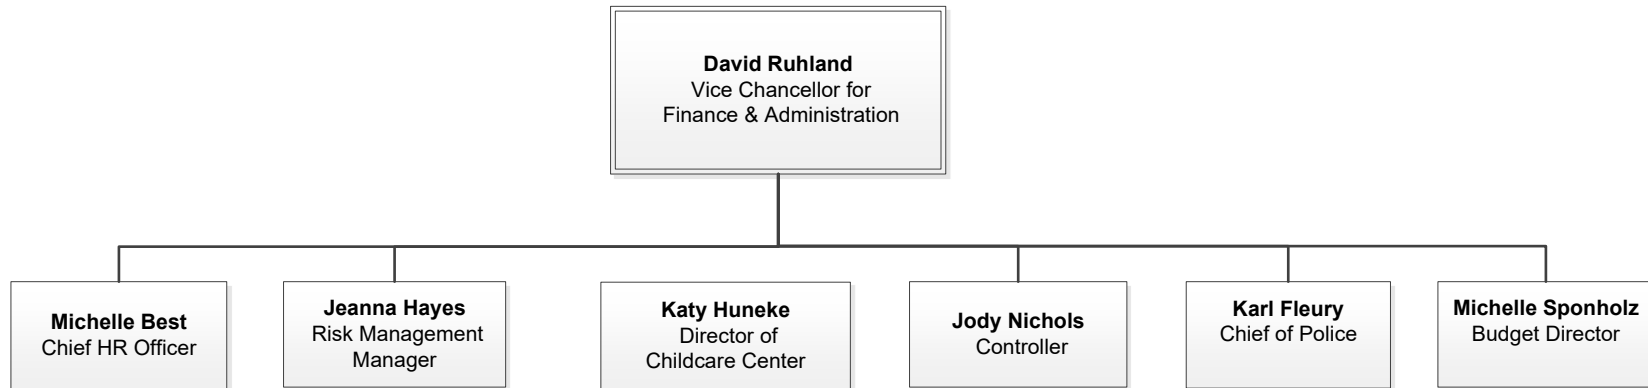 David Ruhland
Vice Chancellor for
Finance & Administration
Michelle Best
Chief HR Officer
Jeanna Hayes
Risk Management
Manager
Katy Huneke
Director of
Childcare Center
Jody Nichols
Controller
Karl Fleury
Chief of Police
Michelle Sponholz
Budget Director